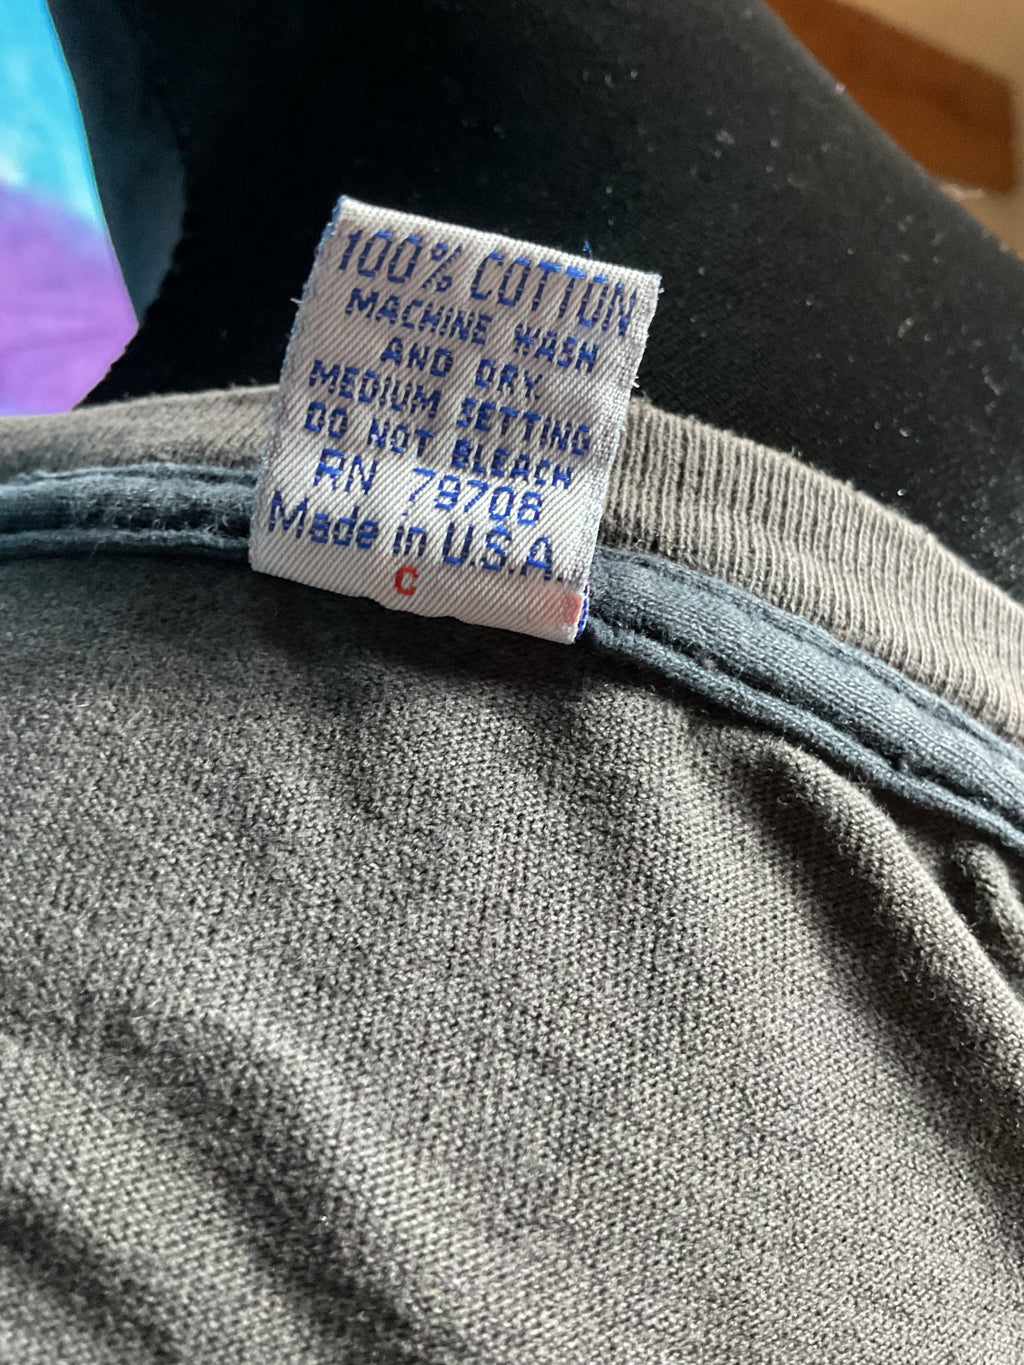 100% COTTON
MACHINE WASH
AND DRY
MEDIUM SETTING
DO NOT BLEACH
RN 79708
Made in U.S.A.
C